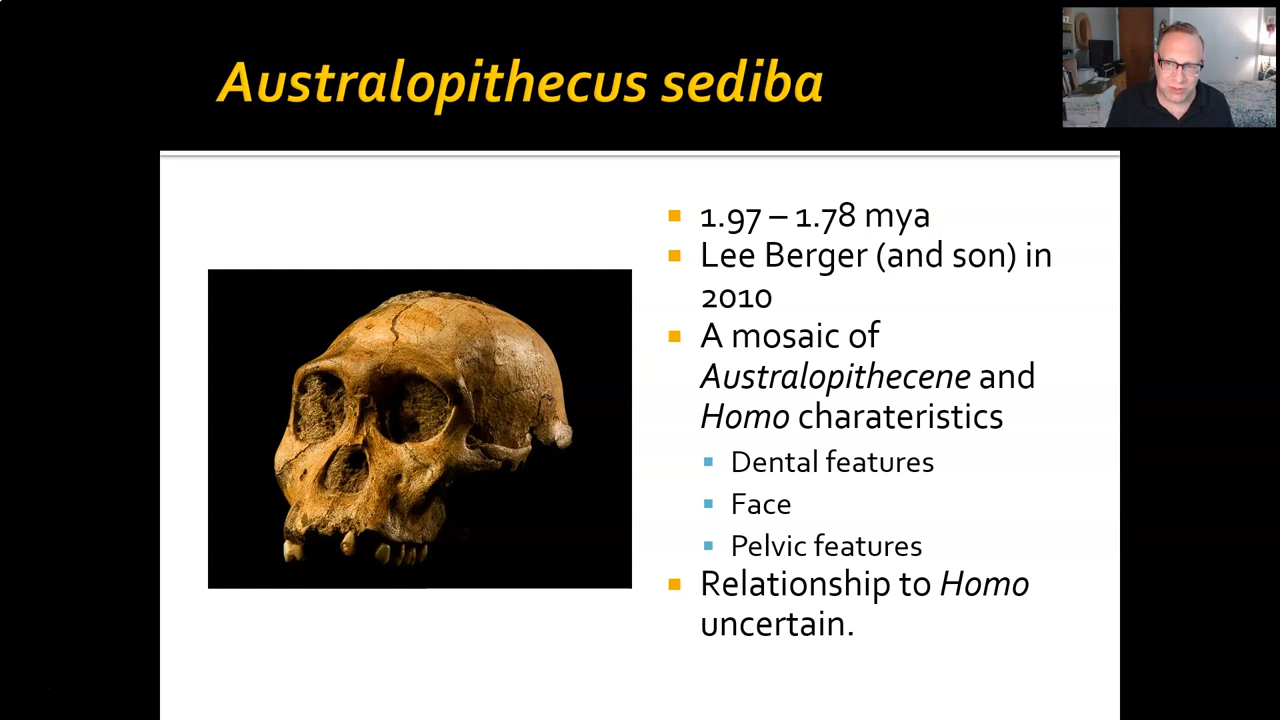 Australopithecus sediba
1.97 – 1.78 mya
Lee Berger (and son) in
2010
A mosaic of
Australopithecene and
Homo charateristics
Dental features
Face
Pelvic features
Relationship to Homo
uncertain.